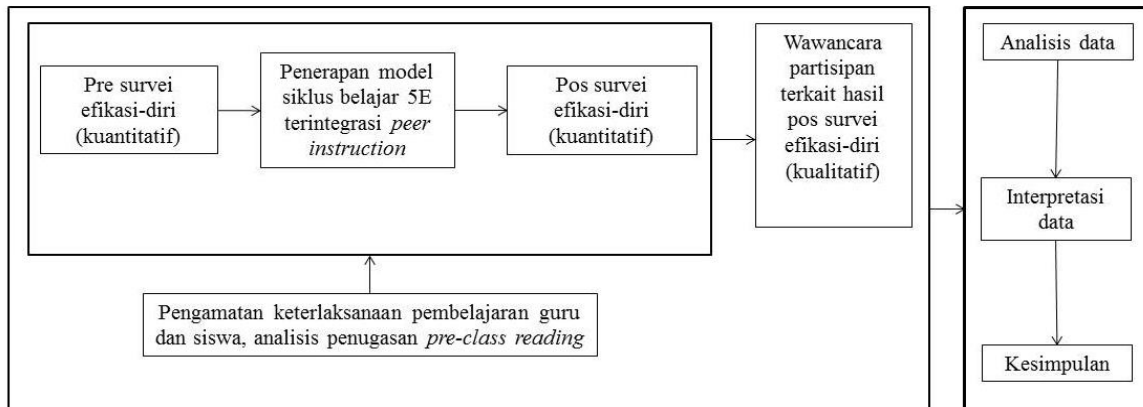 Pre survei
efikasi-diri
(kuantitatif)
Penerapan model
siklus belajar 5E
terintegrasi peer
instruction
Pos survei
efikasi-diri
(kuantitatif)
Wawancara
partisipan
terkait hasil
pos survei
efikasi-diri
(kualitatif)
Pengamatan keterlaksanaan pembelajaran guru
dan siswa, analisis penugasan pre-class reading
Analisis data
Interpretasi
data
Kesimpulan